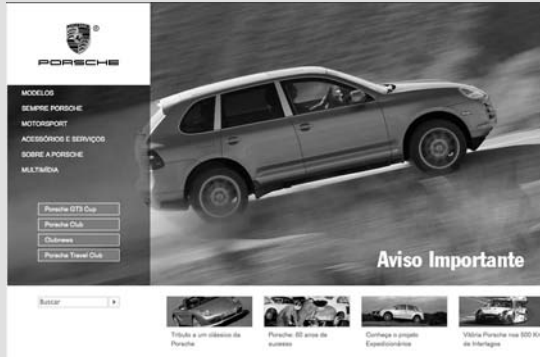 PORSCHE
MODELOS
SEMPRE PORSCHE
MOTORSPORT
ACESSÓRIOS E SERVIÇOS
SOBRE A PORSCHE
MULTIMÍDIA
Porsche GT3 Cup
Porsche Club
Clubnews
Porsche Travel Club
Aviso Importante
Buscar
Tributo a um clássico da
Porsche
Porsche: 60 anos de
sucesso
Conheça o projeto
Expedicionários
Vitória Porsche nos 500 Km
de Interlagos